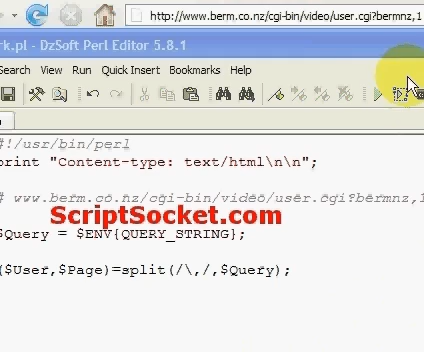 http://www.berm.co.nz/cgi-bin/video/user.cgi?bermnz,1
rk.pl - DzSoft Perl Editor 5.8.1
Search View Run Quick Insert Bookmarks Help
#!/usr/bin/perl
print "Content-type: text/html\n\n";
# www.berm.co.nz/cgi-bin/video/user.cgi?bermnz,1
ScriptSocket.com
$Query = $ENV{QUERY_STRING};
($User,$Page)=split(/\,/,$Query);